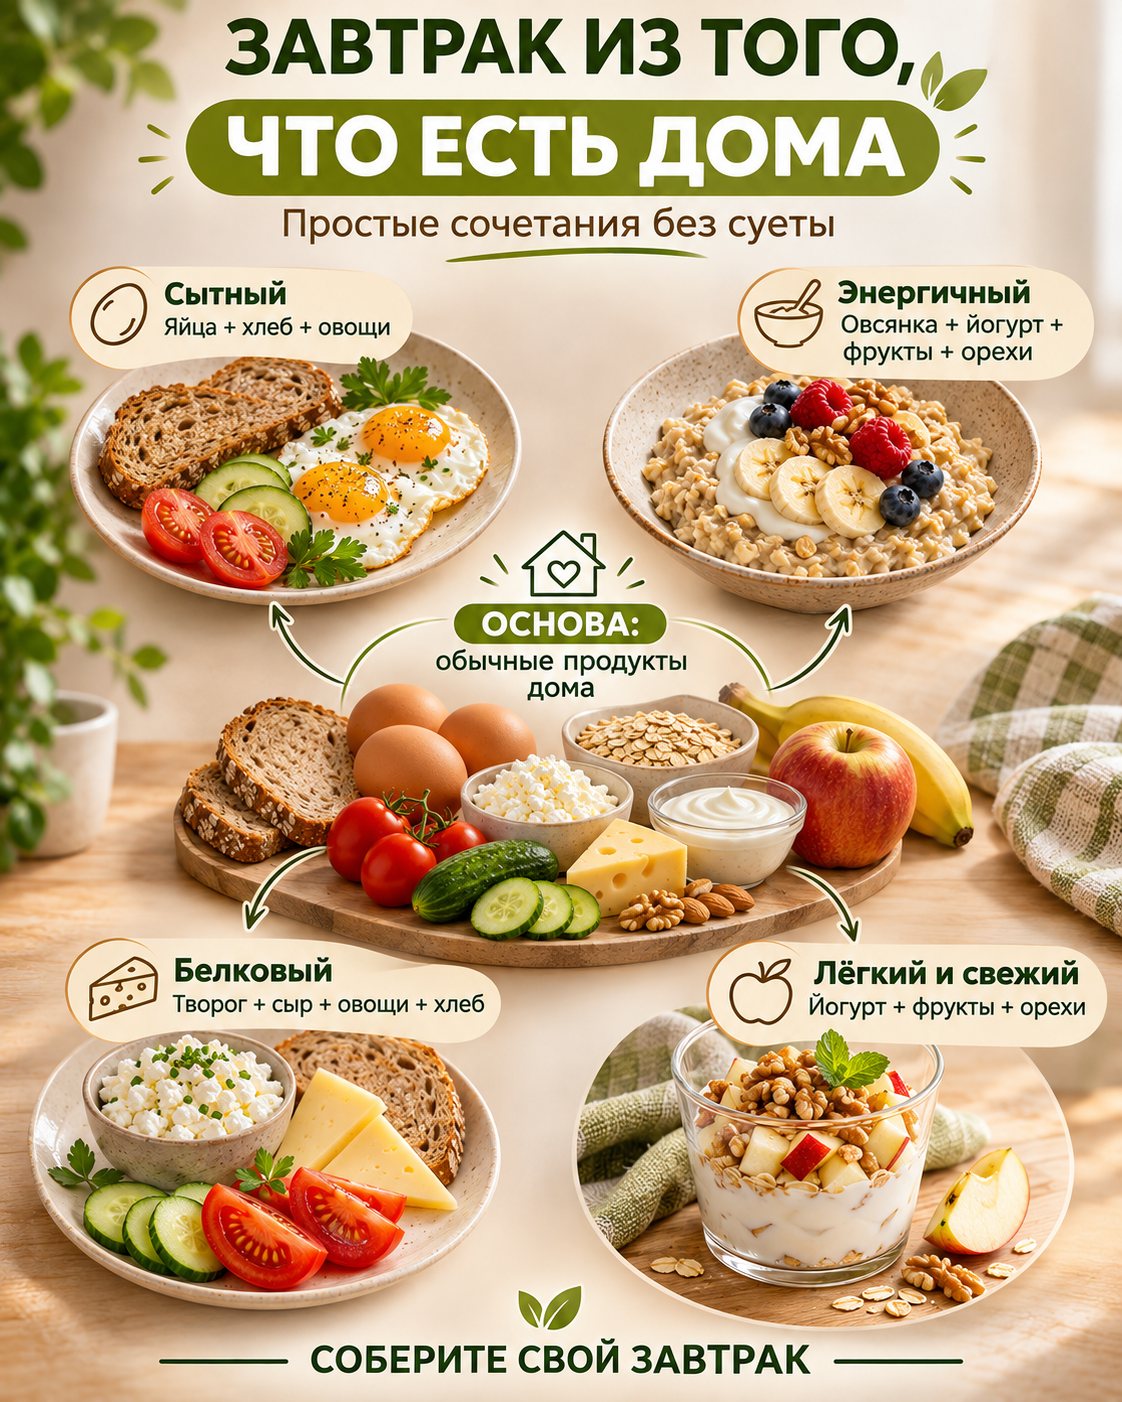 ЗАВТРАК ИЗ ТОГО,
ЧТО ЕСТЬ ДОМА
Простые сочетания без суеты
Сытный
Яйца + хлеб + овощи
Энергичный
Овсянка + йогурт +
фрукты + орехи
ОСНОВА:
обычные продукты
дома
Белковый
Творог + сыр + овощи + хлеб
Лёгкий и свежий
Йогурт + фрукты + орехи
СОБЕРИТЕ СВОЙ ЗАВТРАК